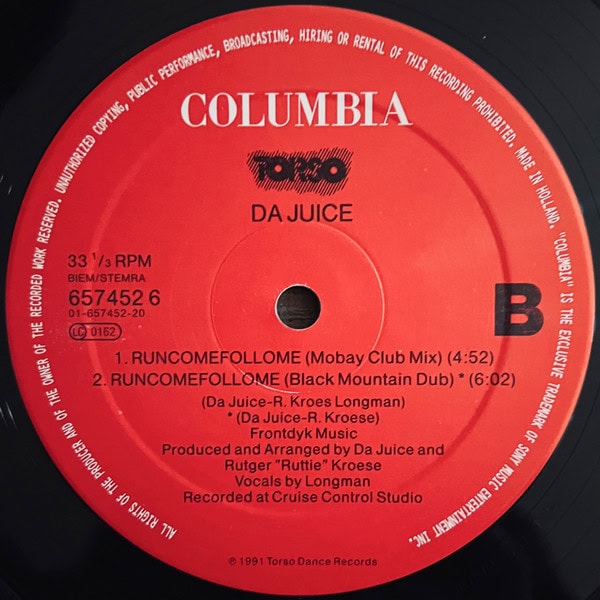 ALL RIGHTS OF THE PRODUCER AND OF THE OWNER OF THE RECORDED WORK RESERVED. UNAUTHORIZED COPYING, PUBLIC PERFORMANCE, BROADCASTING, HIRING OR RENTAL OF THIS RECORDING PROHIBITED. MADE IN HOLLAND. "COLUMBIA" IS THE EXCLUSIVE TRADEMARK OF SONY MUSIC ENTERTAINMENT INC.
COLUMBIA
TORSO
DA JUICE
33 1/3 RPM
BIEM/STEMRA
657452 6
01-657452-20
LC 0162
B
1. RUNCOMEFOLLOME (Mobay Club Mix) (4:52)
2. RUNCOMEFOLLOME (Black Mountain Dub) * (6:02)
(Da Juice-R. Kroes Longman)
* (Da Juice-R. Kroese)
Frontdyk Music
Produced and Arranged by Da Juice and
Rutger "Ruttie" Kroese
Vocals by Longman
Recorded at Cruise Control Studio
℗ 1991 Torso Dance Records